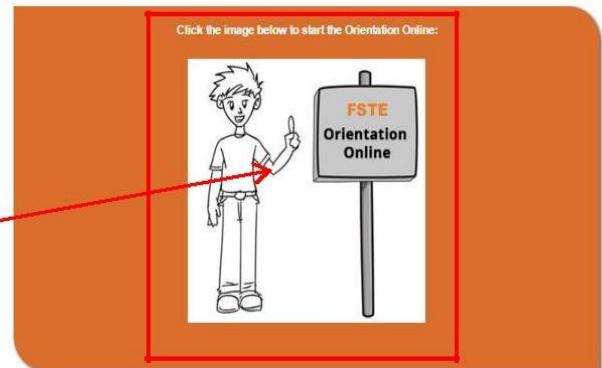 Click the image below to start the Orientation Online:
FSTE
Orientation
Online